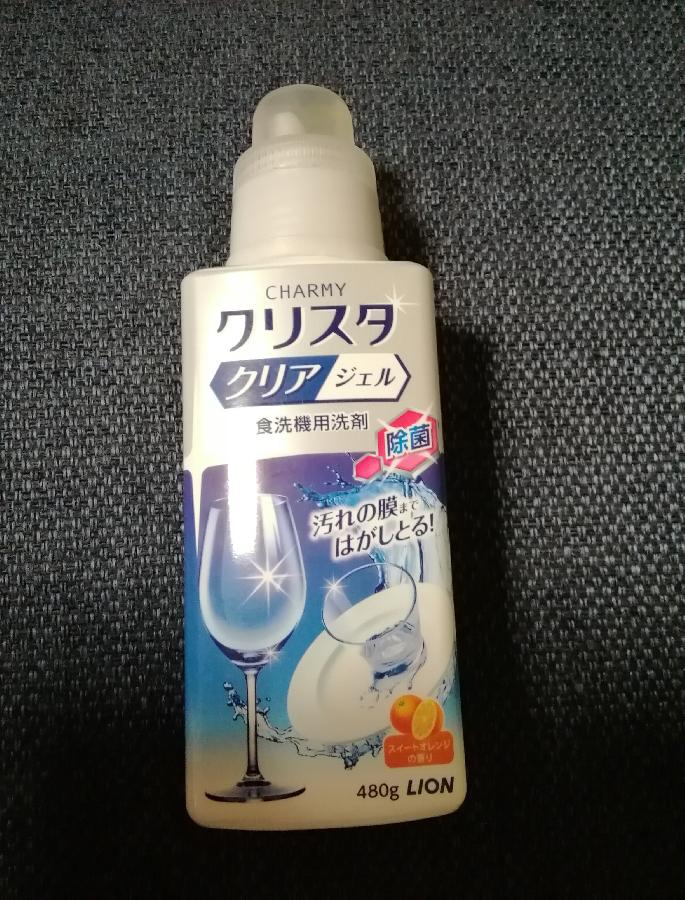 CHARMY
クリスタ
クリア ジェル
食洗機用洗剤
除菌
汚れの膜まで
はがしとる!
スイートオレンジ
の香り
480g LION